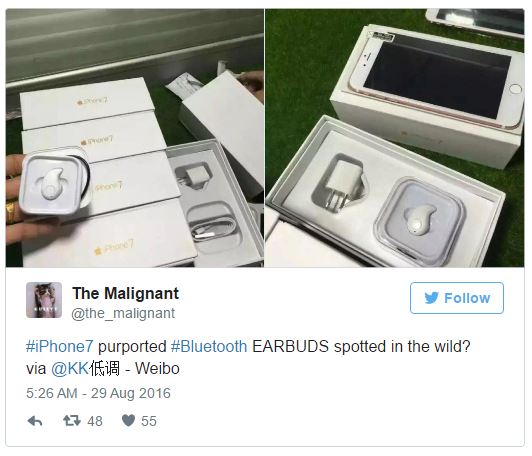 iPhone7
iPhone7
iPhone7
iPhone7
The Malignant
@the_malignant
Follow
#iPhone7 purported #Bluetooth EARBUDS spotted in the wild?
via @KK低调 - Weibo
5:26 AM - 29 Aug 2016
48
55